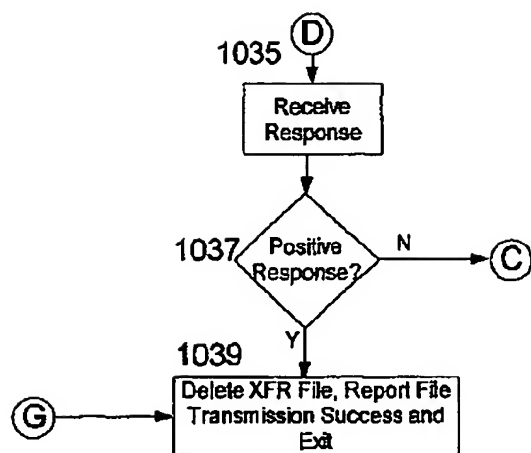 D
1035
Receive
Response
1037
Positive
Response?
N
C
Y
1039
Delete XFR File, Report File
Transmission Success and
Exit
G